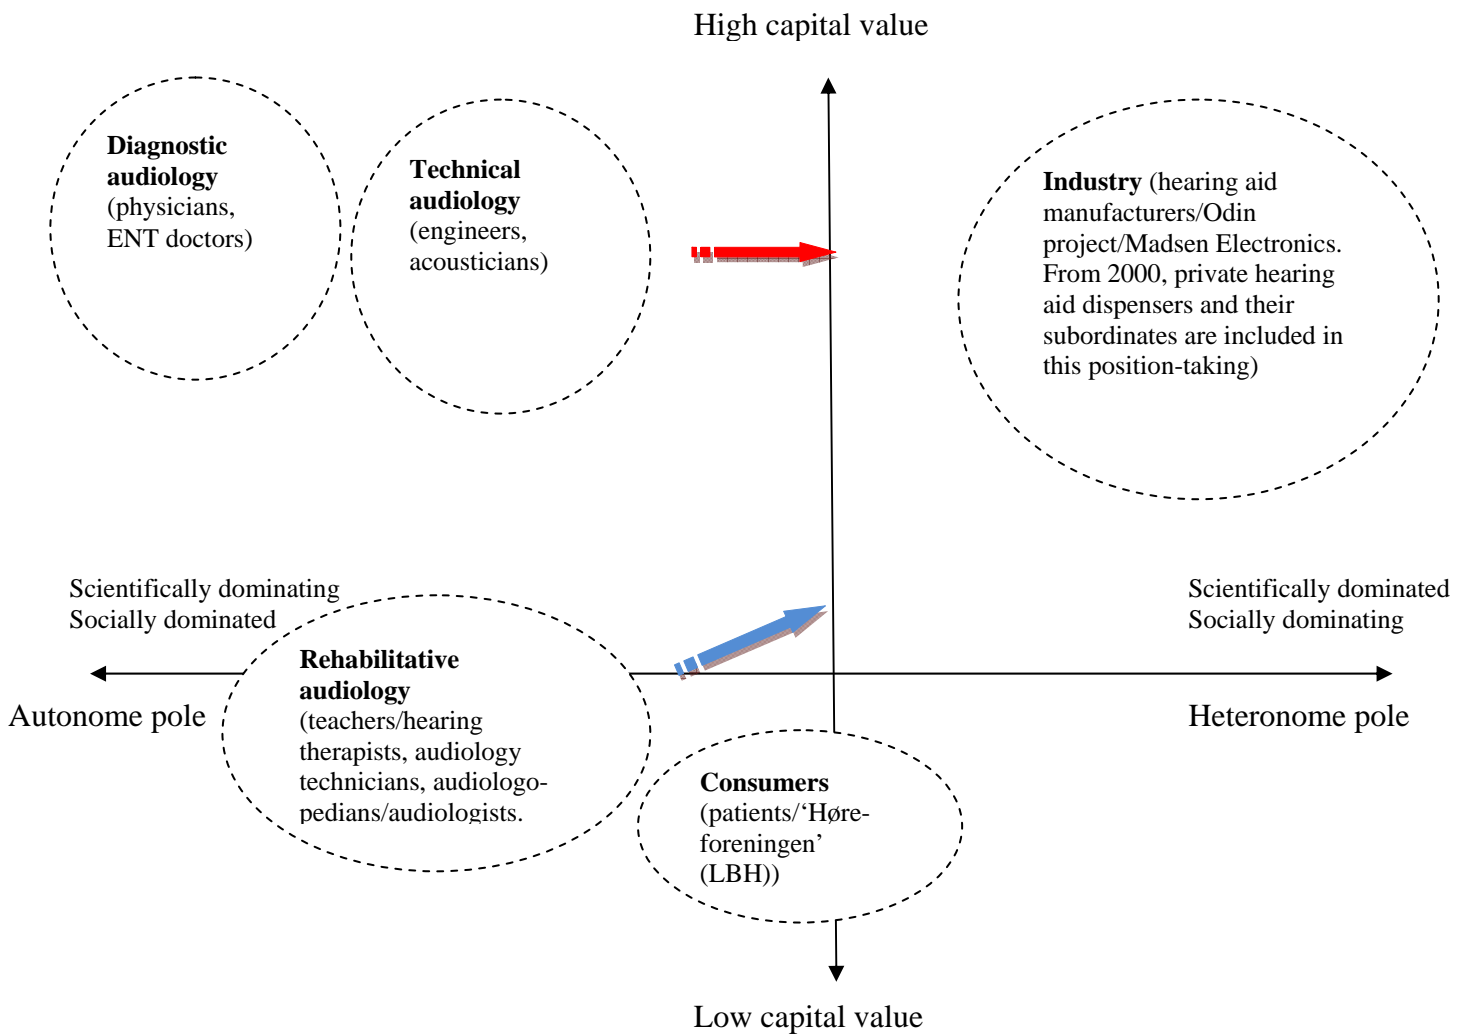 High capital value
Diagnostic
audiology
(physicians,
ENT doctors)
Technical
audiology
(engineers,
acousticians)
Industry (hearing aid
manufacturers/Odin
project/Madsen Electronics.
From 2000, private hearing
aid dispensers and their
subordinates are included in
this position-taking)
Scientifically dominating
Socially dominated
Scientifically dominated
Socially dominating
Autonome pole
Heteronome pole
Rehabilitative
audiology
(teachers/hearing
therapists, audiology
technicians, audiologo-
pedians/audiologists.
Consumers
(patients/‘Høre-
foreningen’
(LBH))
Low capital value